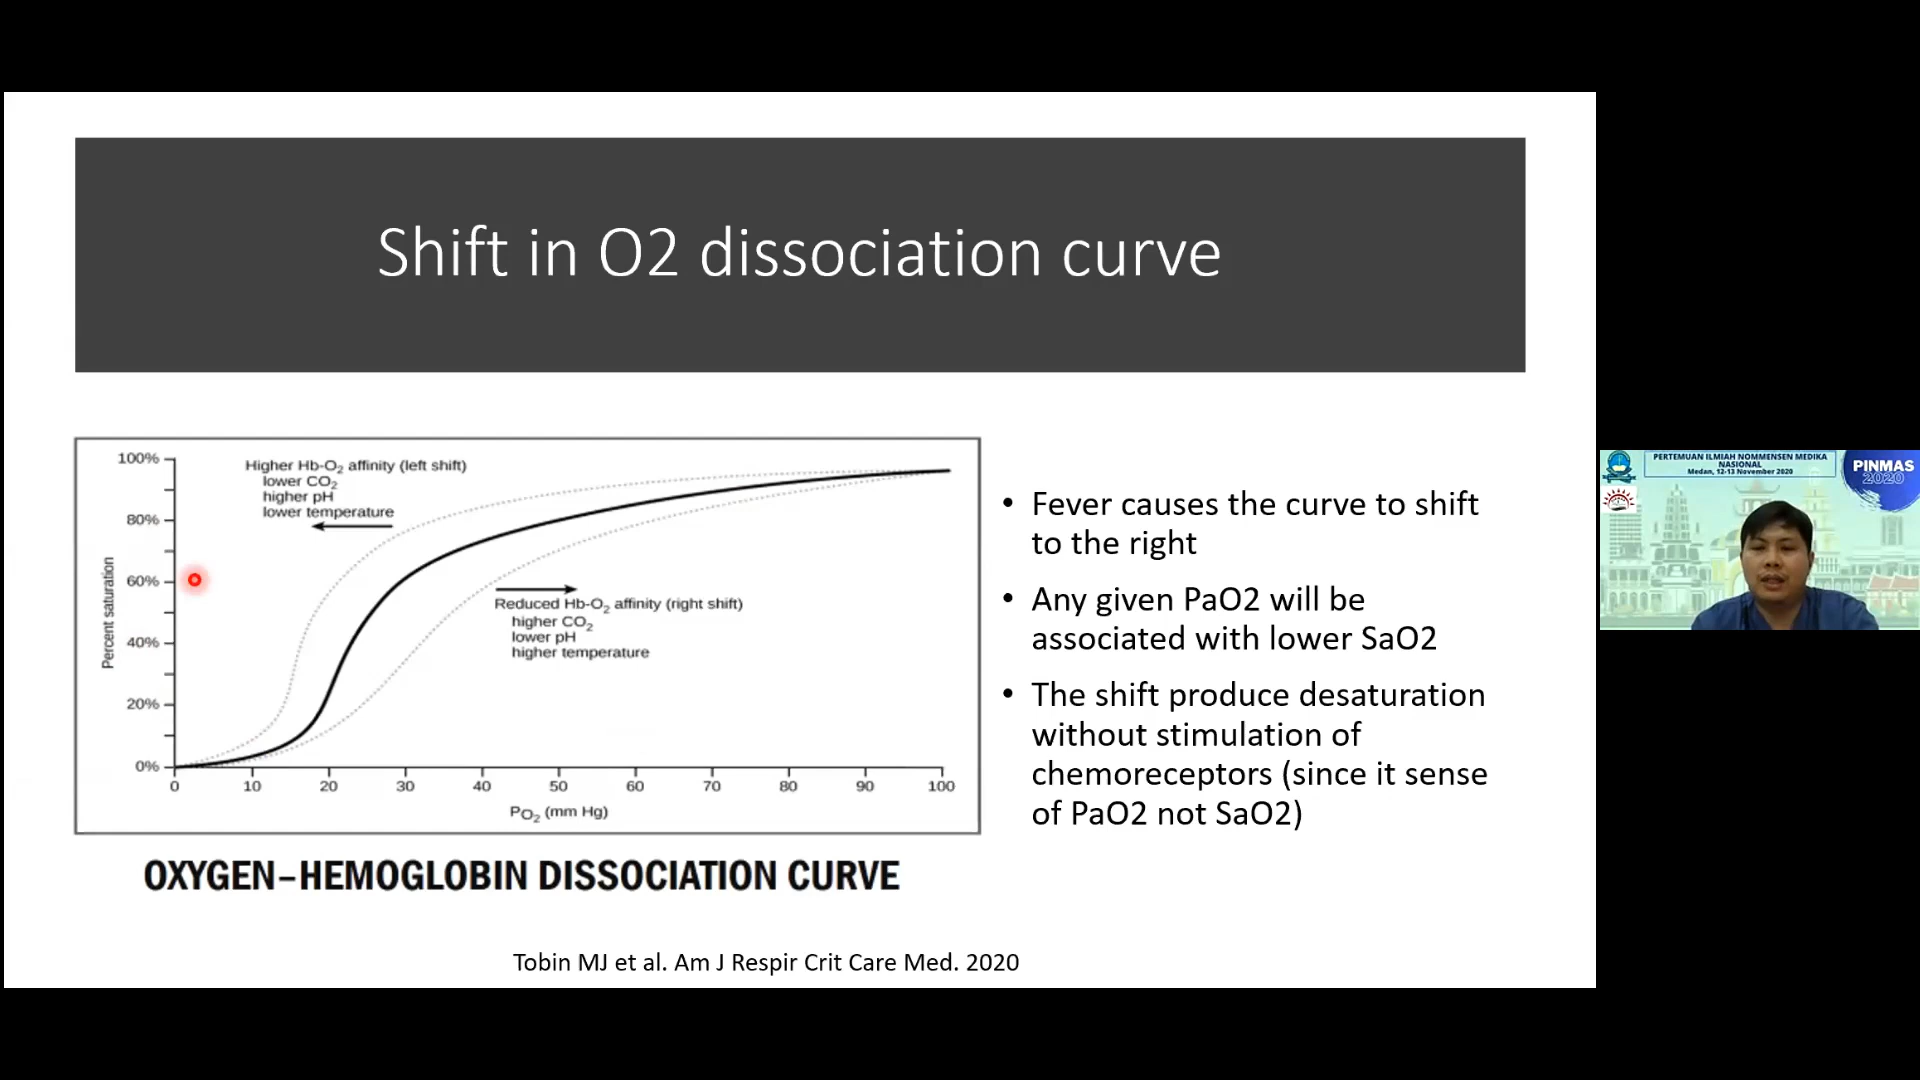 Shift in O2 dissociation curve
100%
80%
60%
40%
20%
0%
Percent saturation
Higher Hb-O2 affinity (left shift)
lower CO2
higher pH
lower temperature
Reduced Hb-O2 affinity (right shift)
higher CO2
lower pH
higher temperature
0 10 20 30 40 50 60 70 80 90 100
PO2 (mm Hg)
OXYGEN–HEMOGLOBIN DISSOCIATION CURVE
• Fever causes the curve to shift
to the right
• Any given PaO2 will be
associated with lower SaO2
• The shift produce desaturation
without stimulation of
chemoreceptors (since it sense
of PaO2 not SaO2)
Tobin MJ et al. Am J Respir Crit Care Med. 2020
PERTEMUAN ILMIAH NOMMENSEN MEDIKA
NASIONAL
Medan, 12-13 November 2020
PINMAS
2020